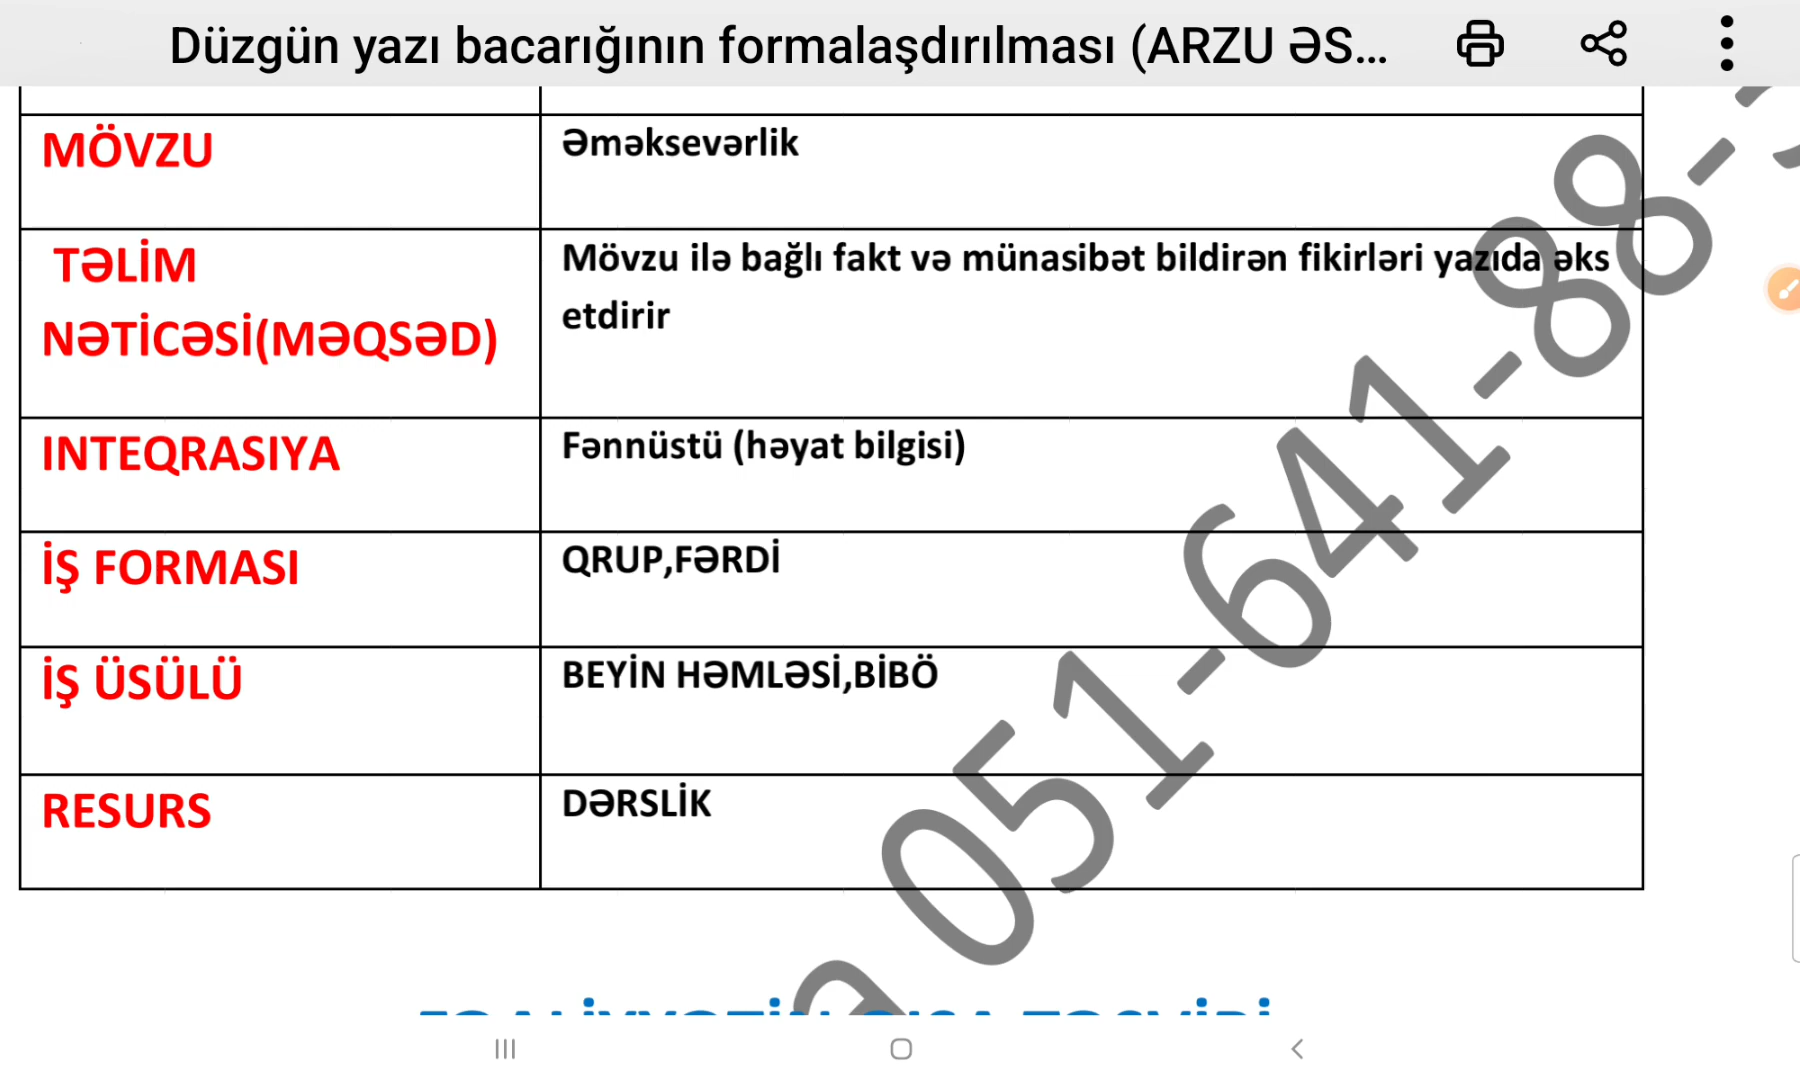 Düzgün yazı bacarığının formalaşdırılması (ARZU ƏS...
MÖVZU
Əməksevərlik
TƏLİM
NƏTİCƏSİ(MƏQSƏD)
Mövzu ilə bağlı fakt və münasibət bildirən fikirləri yazıda əks
etdirir
INTEQRASIYA
Fənnüstü (həyat bilgisi)
İŞ FORMASI
QRUP,FƏRDİ
İŞ ÜSÜLÜ
BEYİN HƏMLƏSİ,BİBÖ
RESURS
DƏRSLİK
051-641-88-